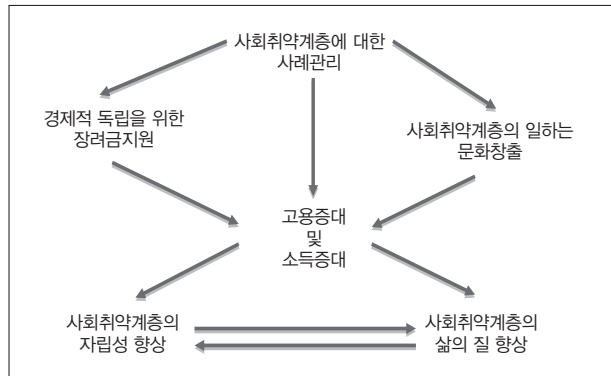 사회취약계층에 대한
사례관리
경제적 독립을 위한
장려금지원
사회취약계층의 일하는
문화창출
고용증대
및
소득증대
사회취약계층의
자립성 향상
사회취약계층의
삶의 질 향상